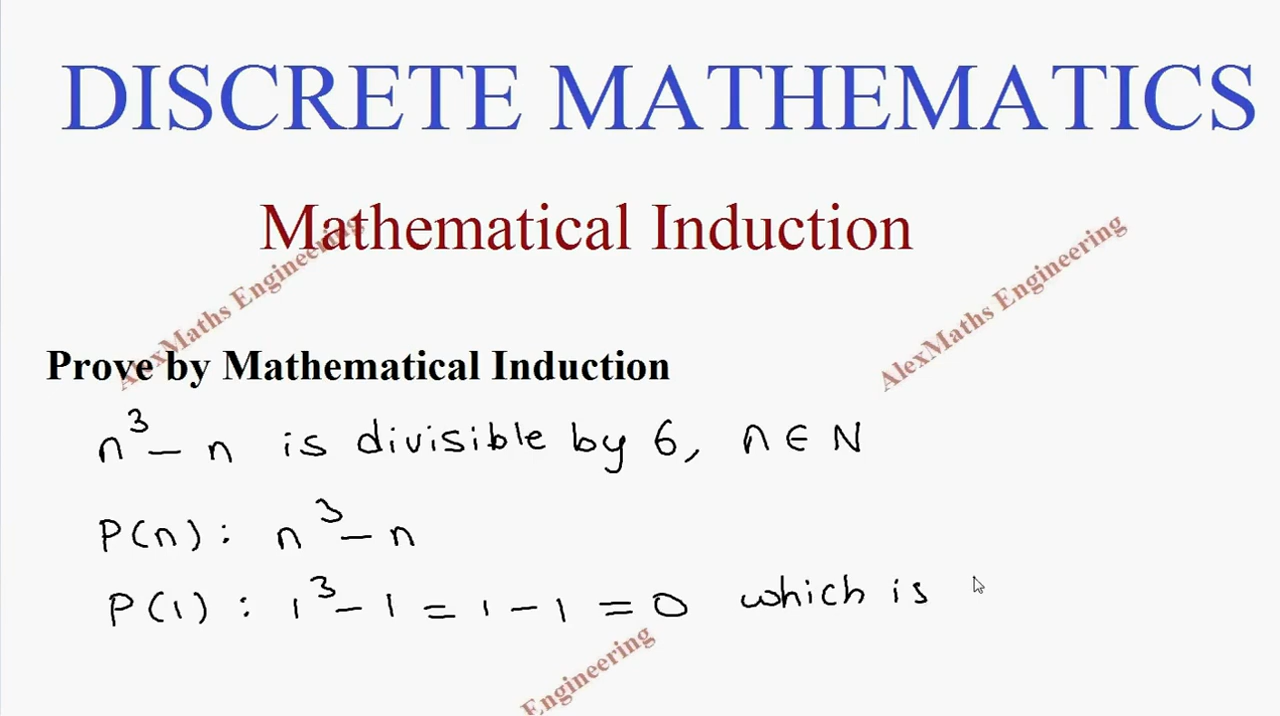 DISCRETE MATHEMATICS
Mathematical Induction
AlexMaths Engineering
AlexMaths Engineering
Prove by Mathematical Induction
n³ – n is divisible by 6, n ∈ N
P(n) : n³ – n
P(1) : 1³ – 1 = 1 – 1 = 0 which is
Engineering